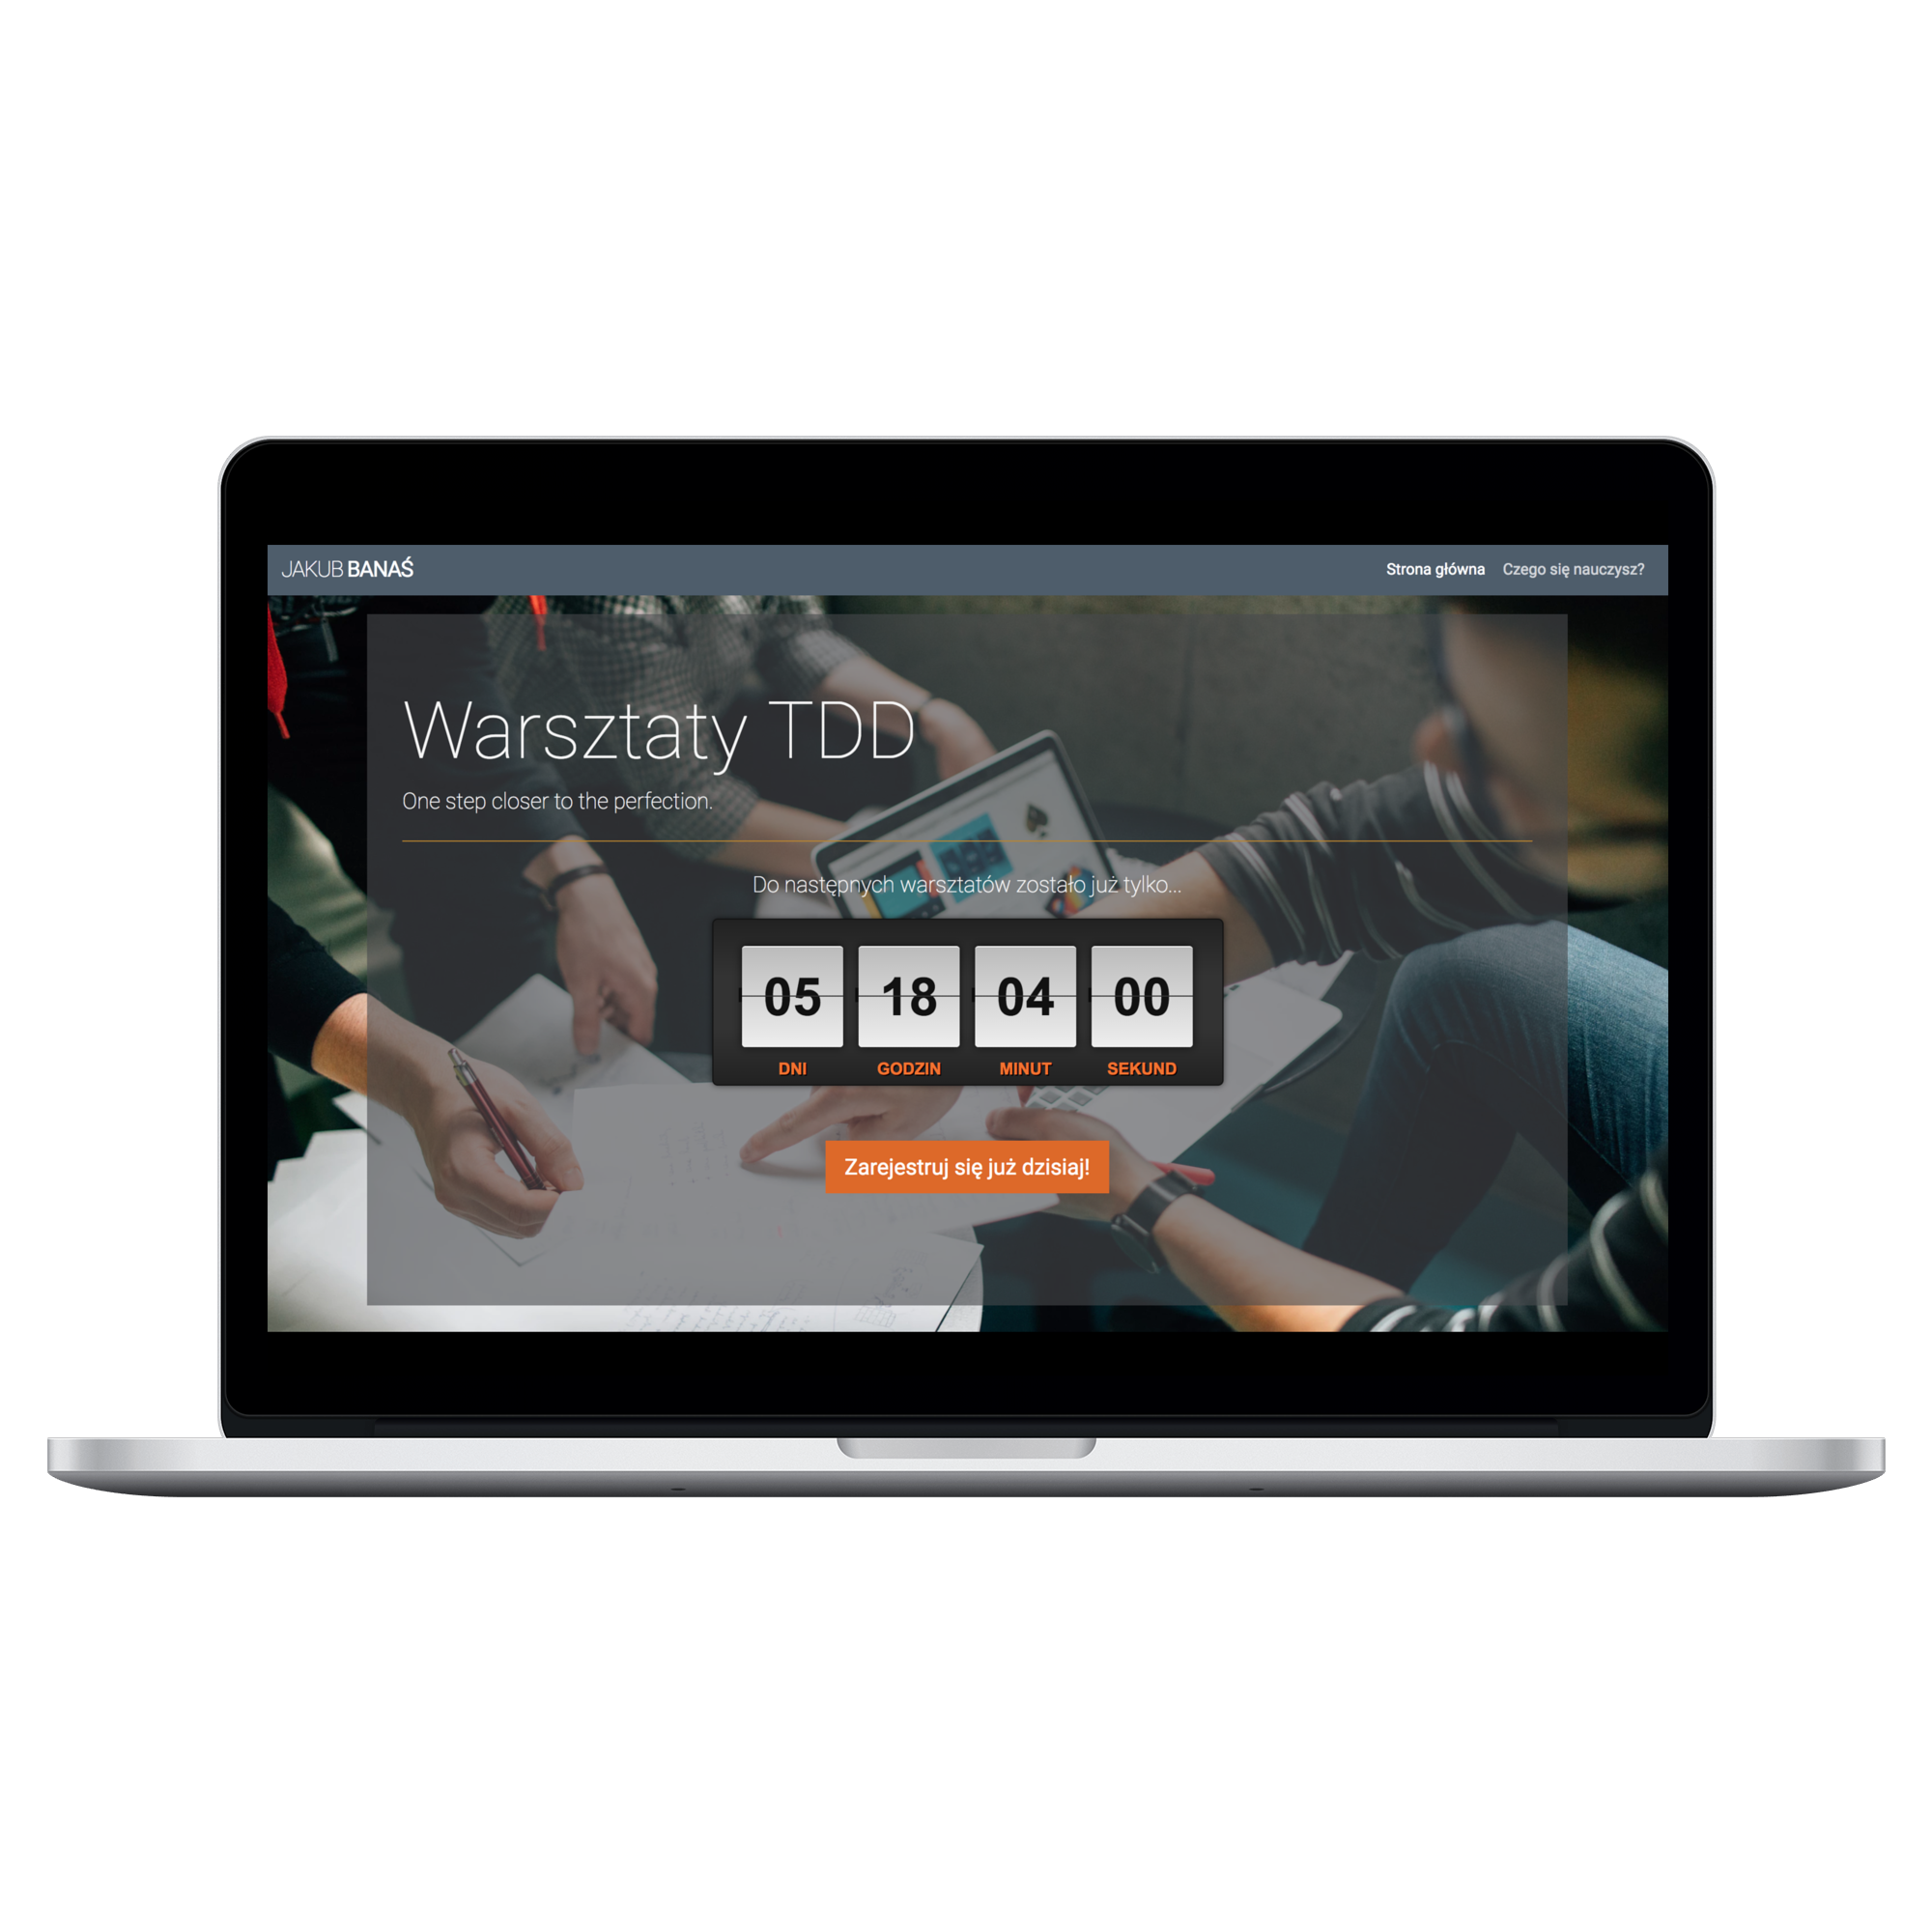 JAKUB BANAŚ
Strona główna Czego się nauczysz?
Warsztaty TDD
One step closer to the perfection.
Do następnych warsztatów zostało już tylko...
05 18 04 00
DNI GODZIN MINUT SEKUND
Zarejestruj się już dzisiaj!